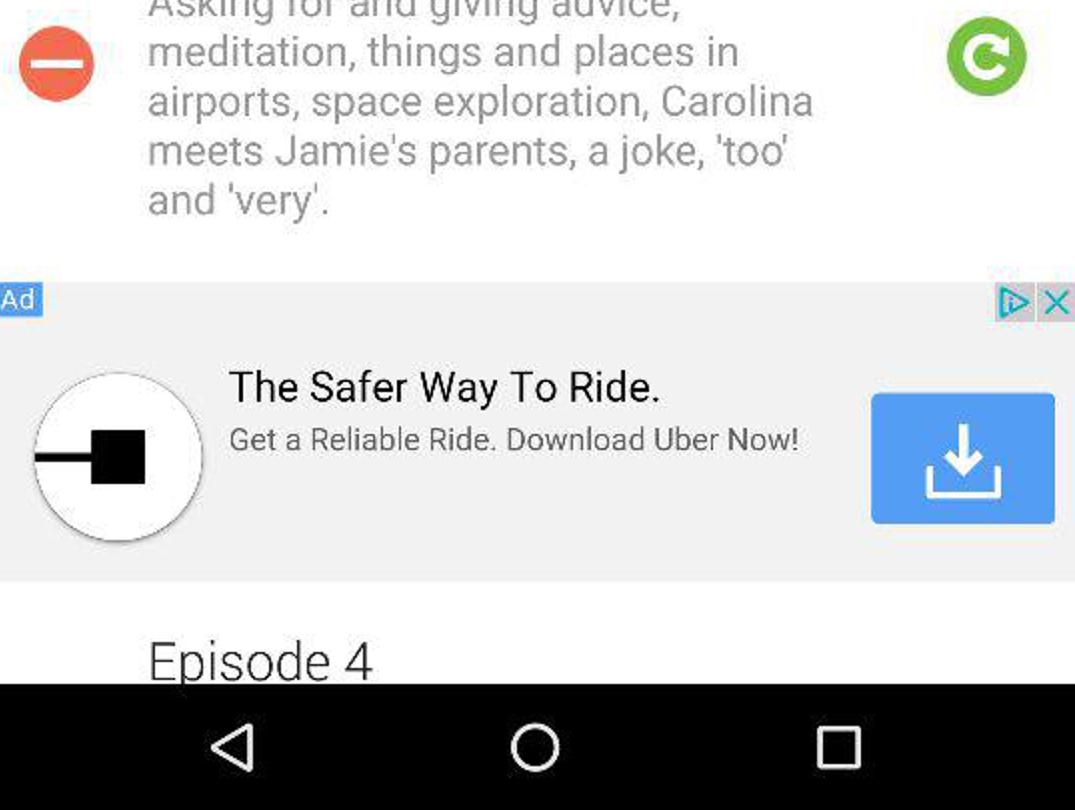 Asking for and giving advice,
meditation, things and places in
airports, space exploration, Carolina
meets Jamie's parents, a joke, 'too'
and 'very'.
Ad
The Safer Way To Ride.
Get a Reliable Ride. Download Uber Now!
Episode 4